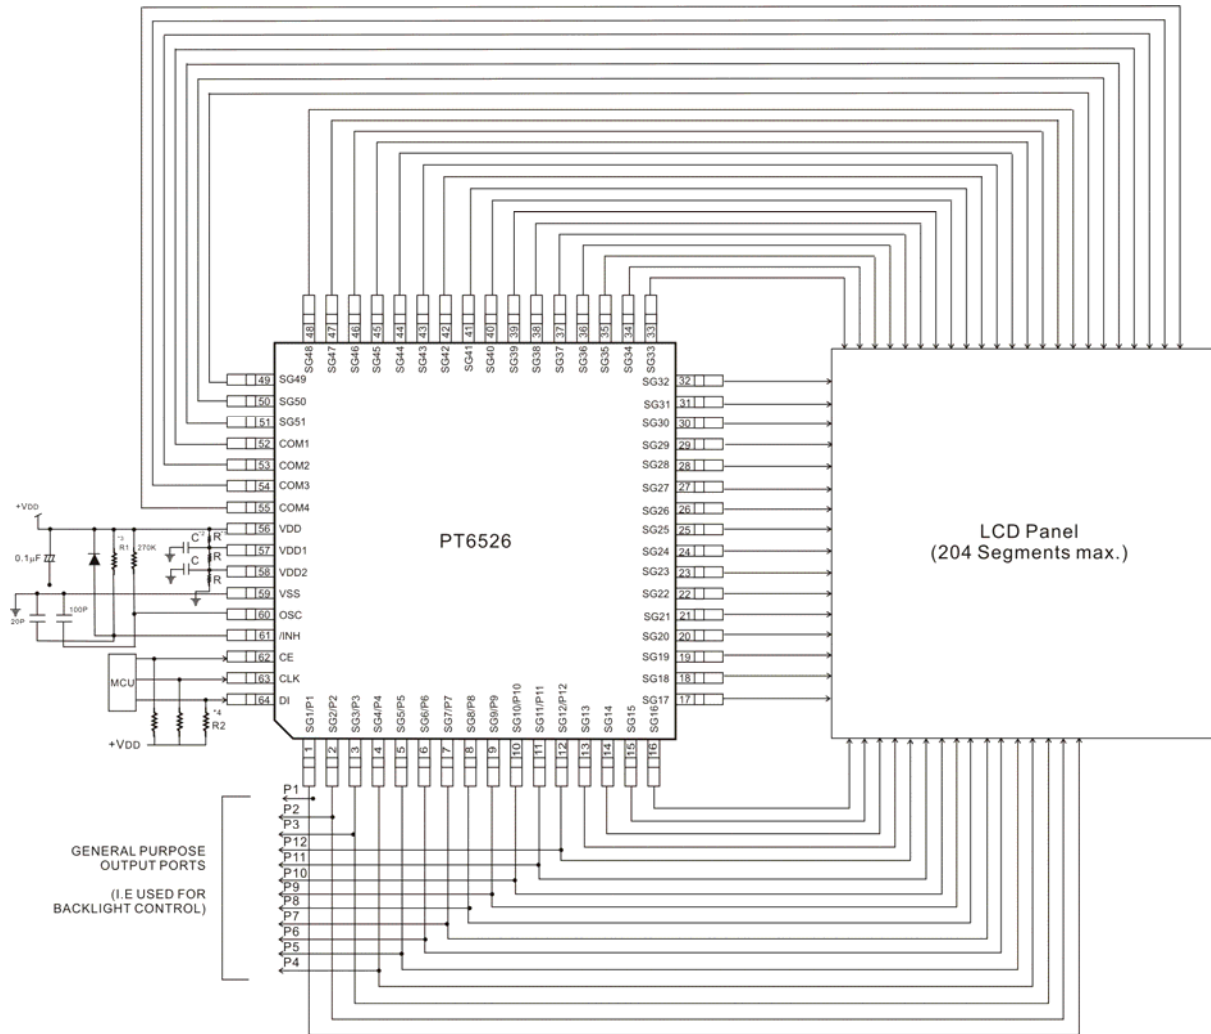 48
47
46
45
44
43
42
41
40
39
38
37
36
35
34
33
SG48
SG47
SG46
SG45
SG44
SG43
SG42
SG41
SG40
SG39
SG38
SG37
SG36
SG35
SG34
SG33
49 SG49
50 SG50
51 SG51
52 COM1
53 COM2
54 COM3
55 COM4
56 VDD
57 VDD1
58 VDD2
59 VSS
60 OSC
61 /INH
62 CE
63 CLK
64 DI
SG32 32
SG31 31
SG30 30
SG29 29
SG28 28
SG27 27
SG26 26
SG25 25
SG24 24
SG23 23
SG22 22
SG21 21
SG20 20
SG19 19
SG18 18
SG17 17
PT6526
LCD Panel
(204 Segments max.)
+VDD
0.1µF
*3
R1
270K
C*2
R
C
R
R
20P
100P
MCU
*4
R2
+VDD
SG1/P1
SG2/P2
SG3/P3
SG4/P4
SG5/P5
SG6/P6
SG7/P7
SG8/P8
SG9/P9
SG10/P10
SG11/P11
SG12/P12
SG13
SG14
SG15
SG16
1
2
3
4
5
6
7
8
9
10
11
12
13
14
15
16
P1
P2
P3
P12
P11
P10
P9
P8
P7
P6
P5
P4
GENERAL PURPOSE
OUTPUT PORTS
(I.E USED FOR
BACKLIGHT CONTROL)